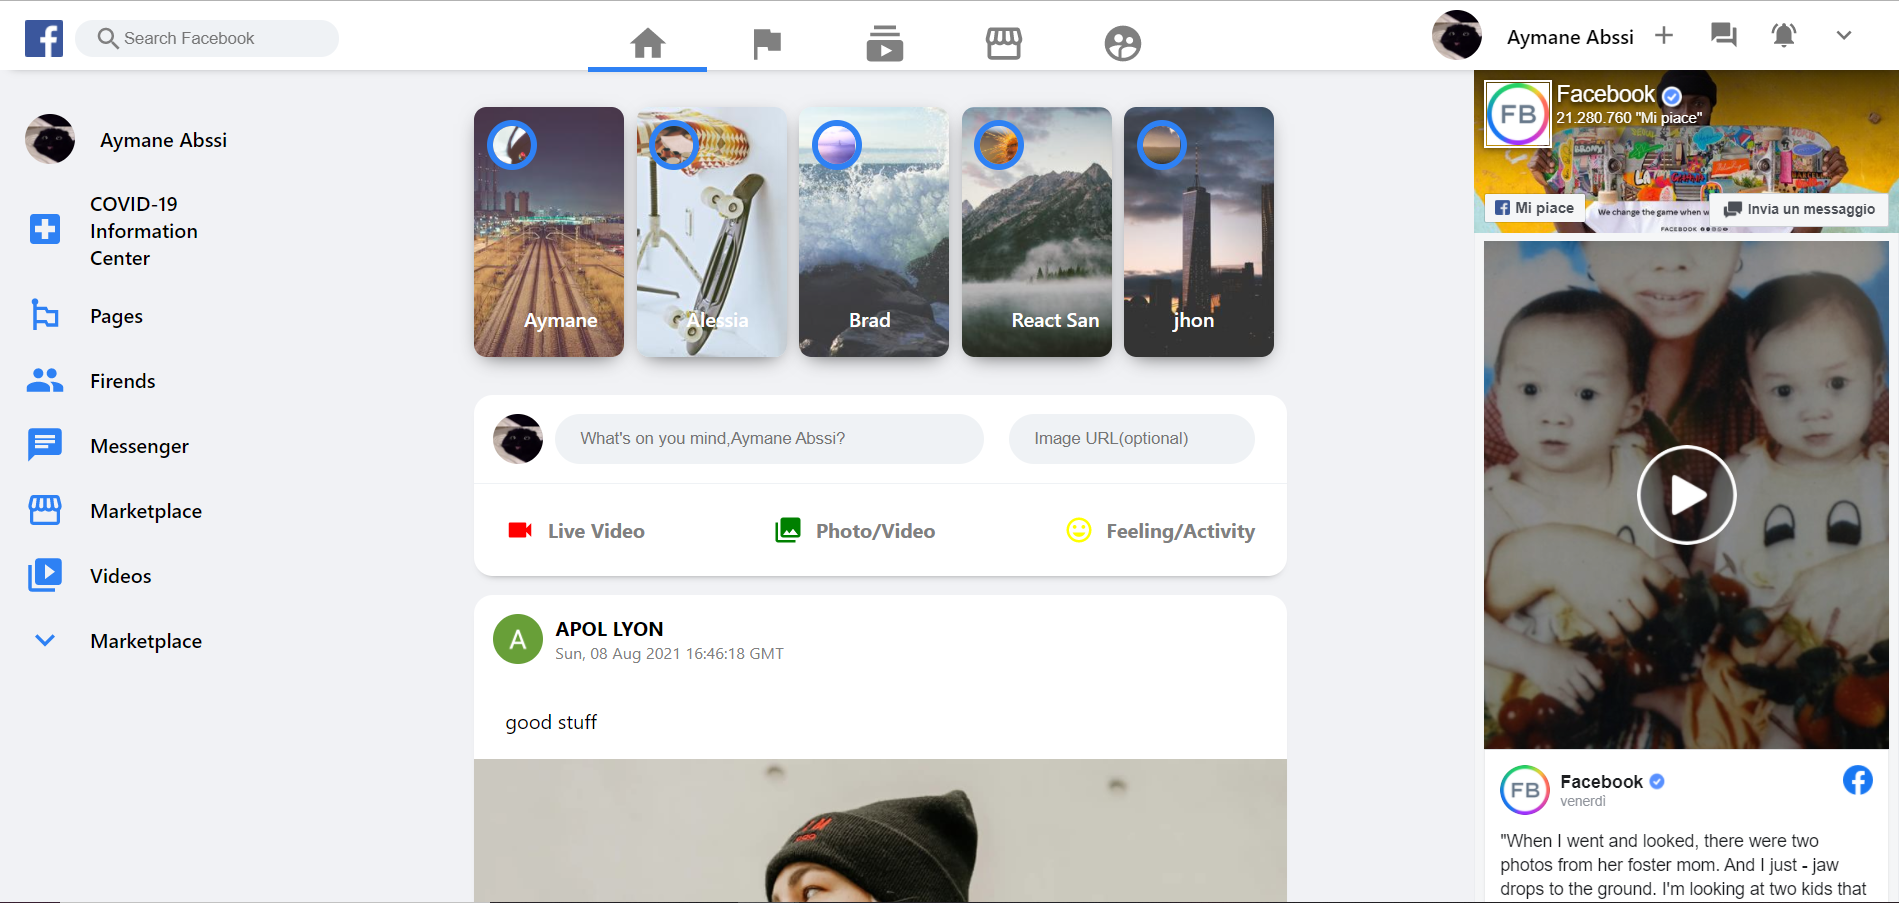 Search Facebook
Aymane Abssi
Aymane Abssi
COVID-19
Information
Center
Pages
Firends
Messenger
Marketplace
Videos
Marketplace
Aymane
Alessia
Brad
React San
jhon
What's on you mind,Aymane Abssi?
Image URL(optional)
Live Video
Photo/Video
Feeling/Activity
A
APOL LYON
Sun, 08 Aug 2021 16:46:18 GMT
good stuff
FB
Facebook
21.280.760 "Mi piace"
Mi piace
We change the game when w
Invia un messaggio
FACEBOOK
FB
Facebook
venerdì
"When I went and looked, there were two
photos from her foster mom. And I just - jaw
drops to the ground. I'm looking at two kids that